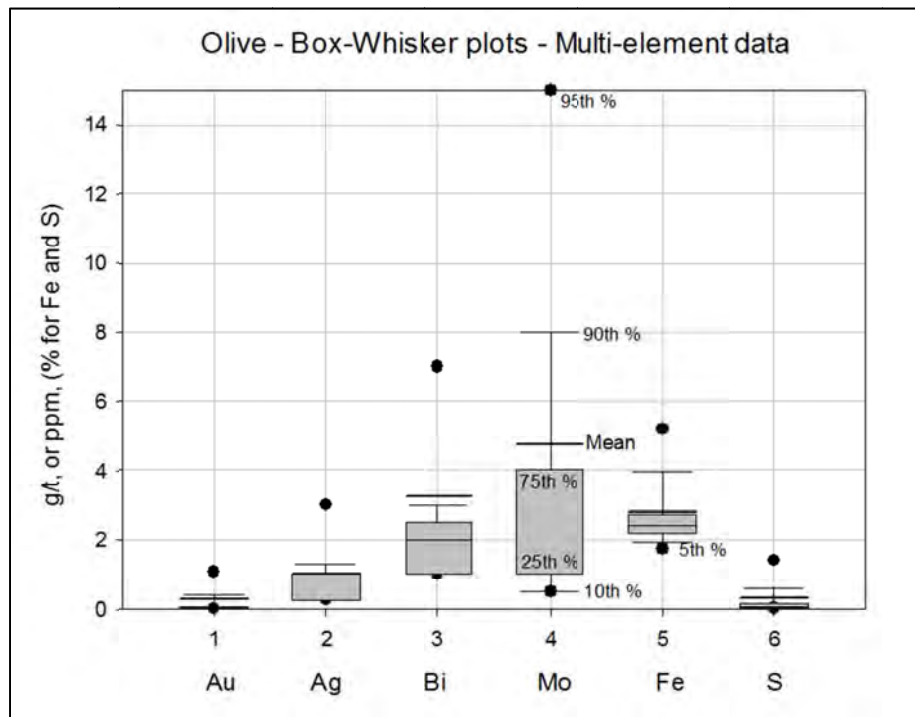 Olive - Box-Whisker plots - Multi-element data
g/t, or ppm, (% for Fe and S)
14
12
10
8
6
4
2
0
95th %
90th %
Mean
75th %
25th %
10th %
5th %
1 2 3 4 5 6
Au Ag Bi Mo Fe S